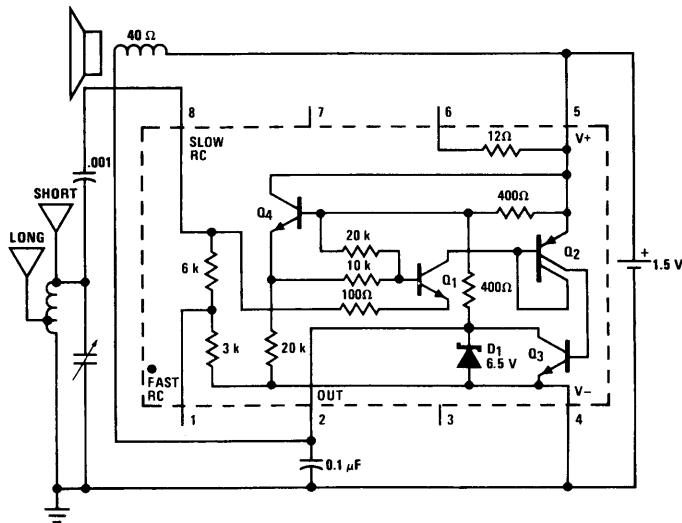 40 Ω
8
7
6
5
SLOW
RC
12Ω
V+
.001
SHORT
Q4
400Ω
LONG
20 k
Q2
+
1.5 V
6 k
10 k
Q1
100Ω
400Ω
3 k
20 k
D1
6.5 V
Q3
FAST
RC
OUT
V−
1
2
3
4
0.1 μF